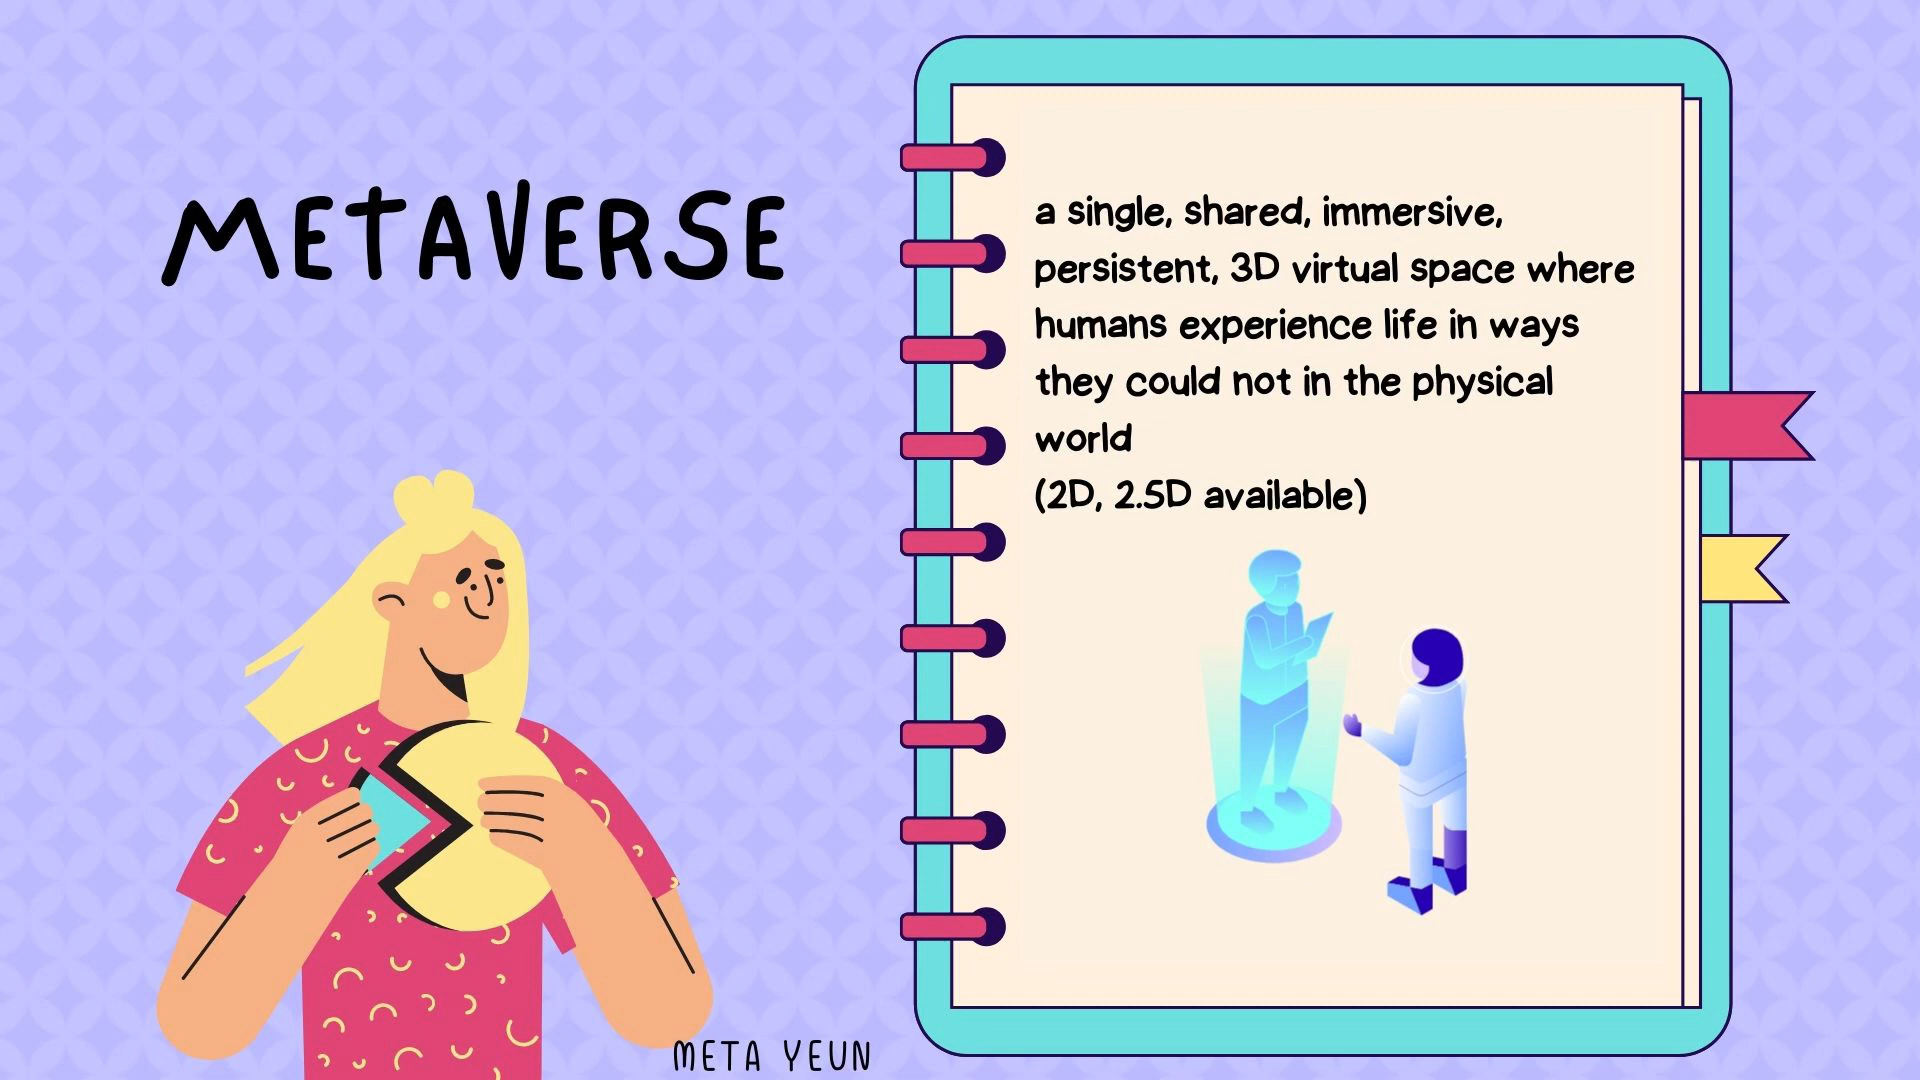 METAVERSE
a single, shared, immersive,
persistent, 3D virtual space where
humans experience life in ways
they could not in the physical
world
(2D, 2.5D available)
META YEUN